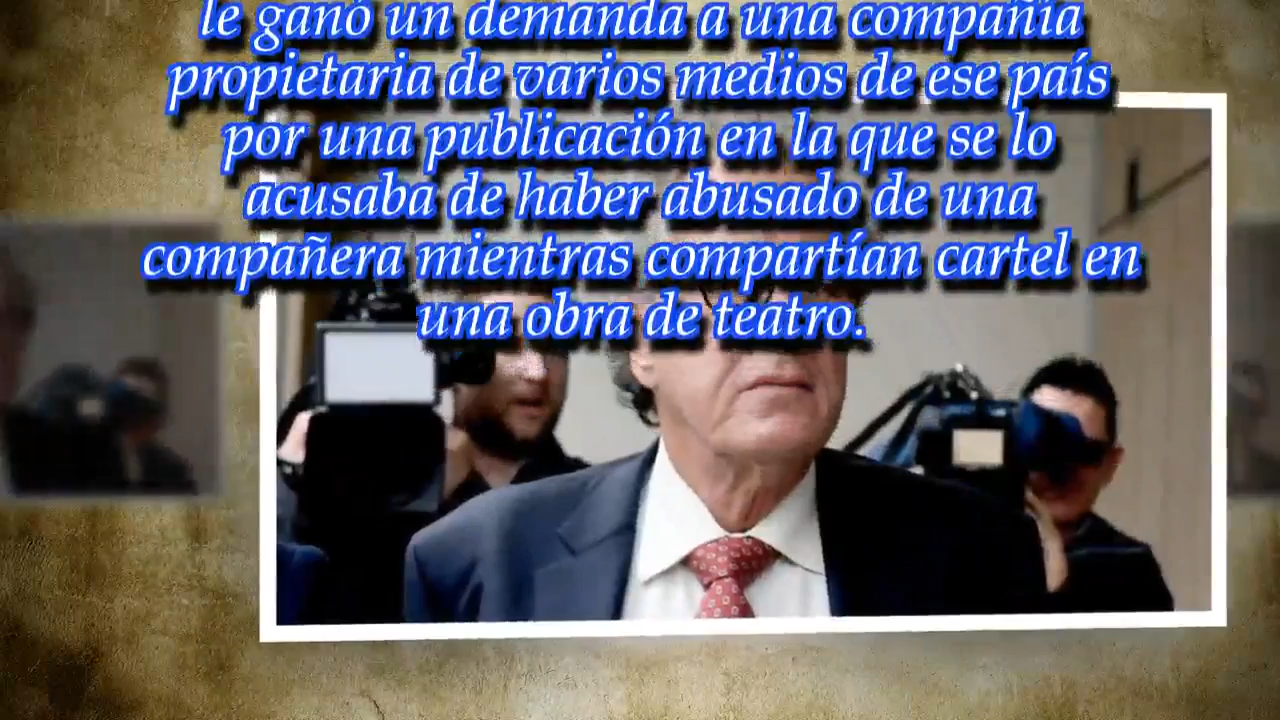 le ganó un demanda a una compañía
propietaria de varios medios de ese país
por una publicación en la que se lo
acusaba de haber abusado de una
compañera mientras compartían cartel en
una obra de teatro.